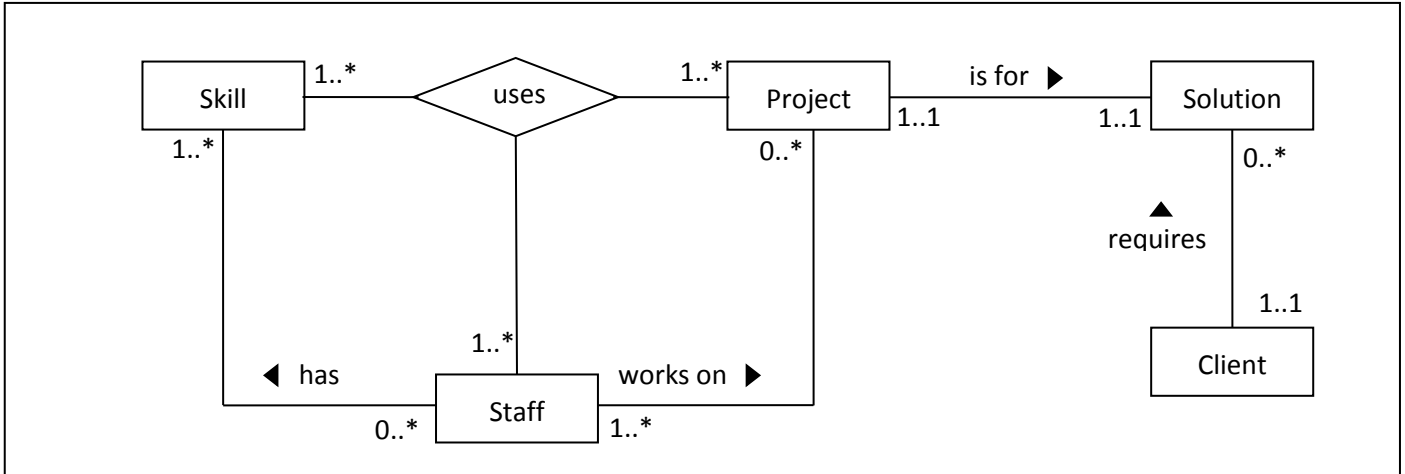 1..*
uses
1..*
is for ▶
Skill
Project
Solution
1..1
1..1
1..*
0..*
0..*
▲
requires
1..1
1..*
Client
◀ has
works on ▶
Staff
0..*
1..*